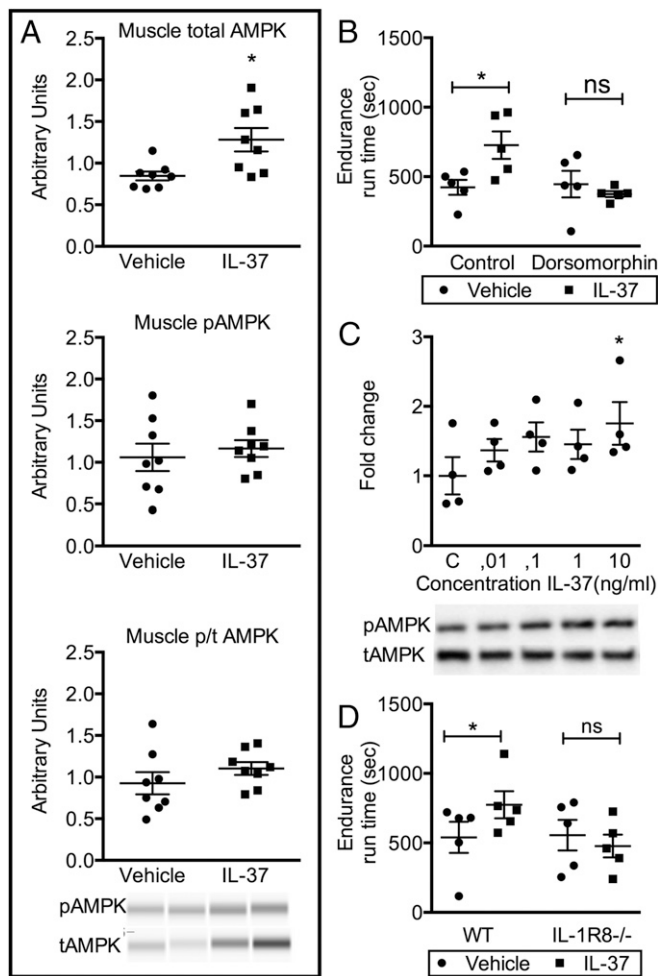 A
Muscle total AMPK
2.5
2.0
*
1.5
1.0
0.5
0.0
Arbitrary Units
Vehicle IL-37
Muscle pAMPK
2.5
2.0
1.5
1.0
0.5
0.0
Arbitrary Units
Vehicle IL-37
Muscle p/t AMPK
2.5
2.0
1.5
1.0
0.5
0.0
Arbitrary Units
Vehicle IL-37
pAMPK
tAMPK
B
1500
1000
500
0
Endurance
run time (sec)
* ns
Control Dorsomorphin
Vehicle IL-37
C
3
2
1
0
Fold change
*
C ,01 ,1 1 10
Concentration IL-37(ng/ml)
pAMPK
tAMPK
D
1500
1000
500
0
Endurance
run time (sec)
* ns
WT IL-1R8-/-
Vehicle IL-37